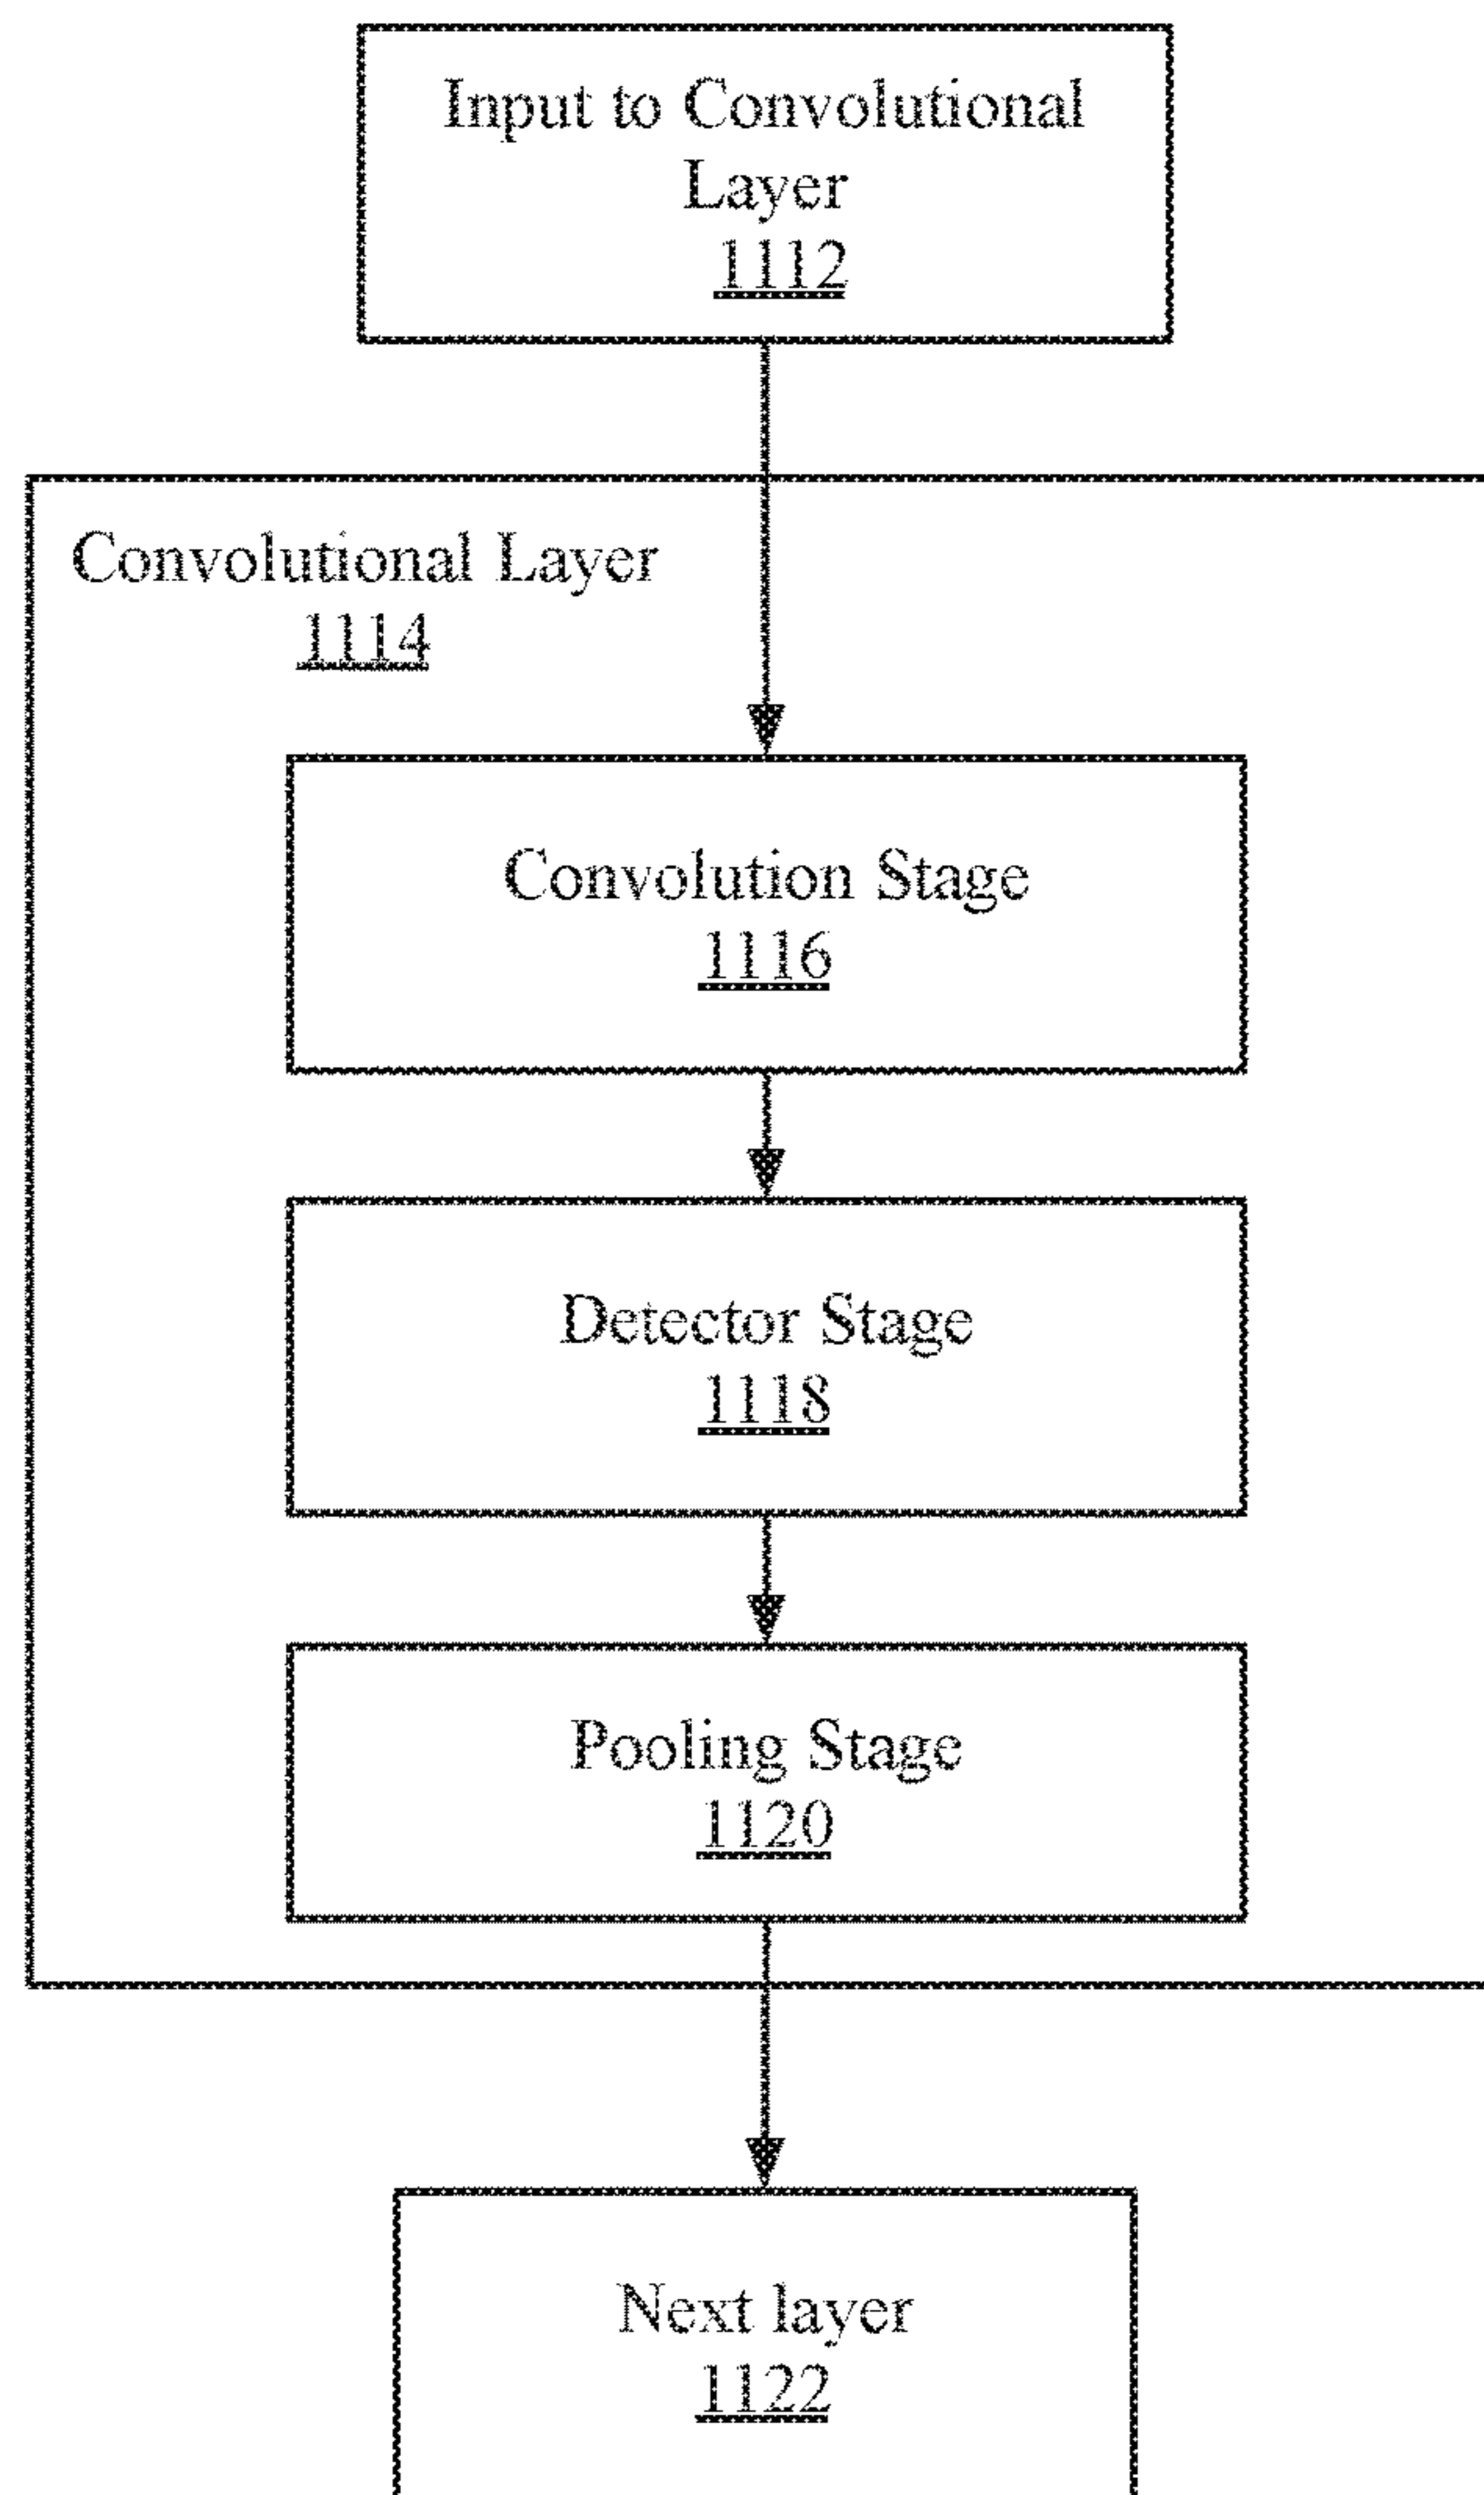 Input to Convolutional
Layer
1112
Convolutional Layer
1114
Convolution Stage
1116
Detector Stage
1118
Pooling Stage
1120
Next layer
1122